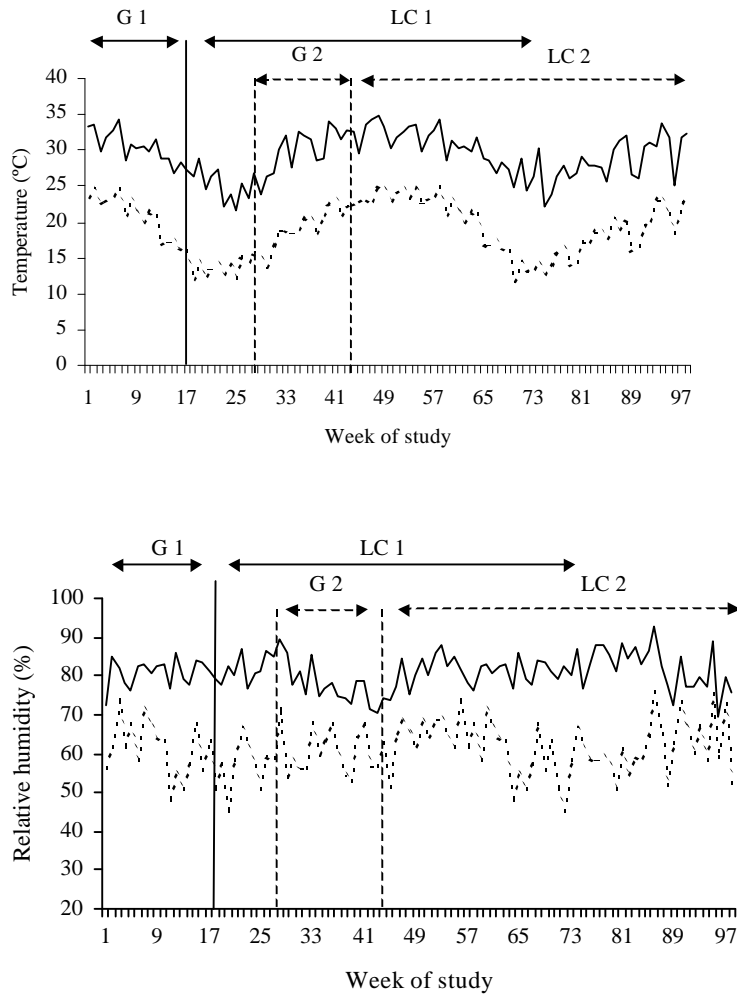 G 1
LC 1
G 2
LC 2
40
35
30
25
20
15
10
5
0
Temperature (ºC)
1 9 17 25 33 41 49 57 65 73 81 89 97
Week of study
G 1
LC 1
G 2
LC 2
100
90
80
70
60
50
40
30
20
Relative humidity (%)
1 9 17 25 33 41 49 57 65 73 81 89 97
Week of study